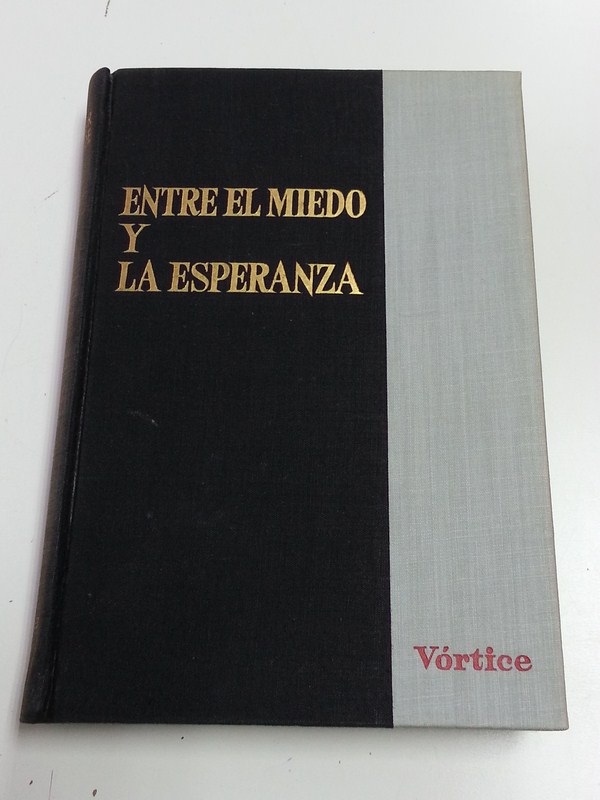 ENTRE EL MIEDO
Y
LA ESPERANZA
Vórtice